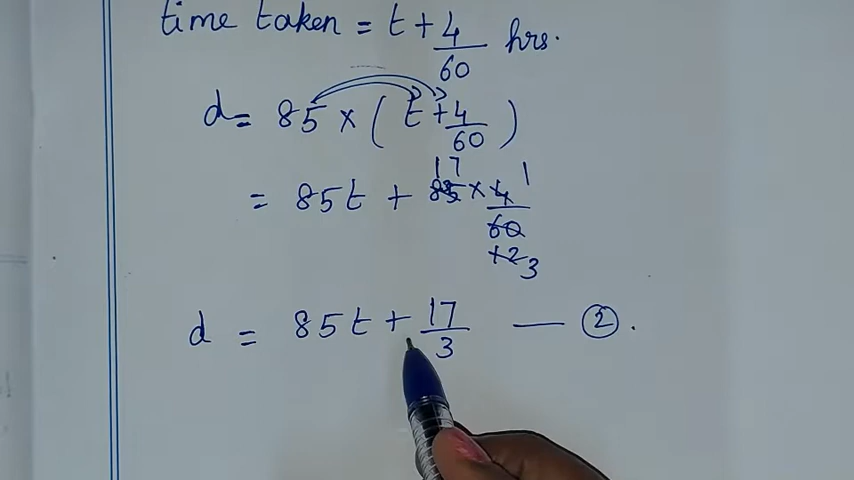 time taken = t + 4/60 hrs.
d = 85 × ( t + 4/60 )
= 85t + 85 17 × 4 1 / 60 12 3
d = 85t + 17/3 — ②.